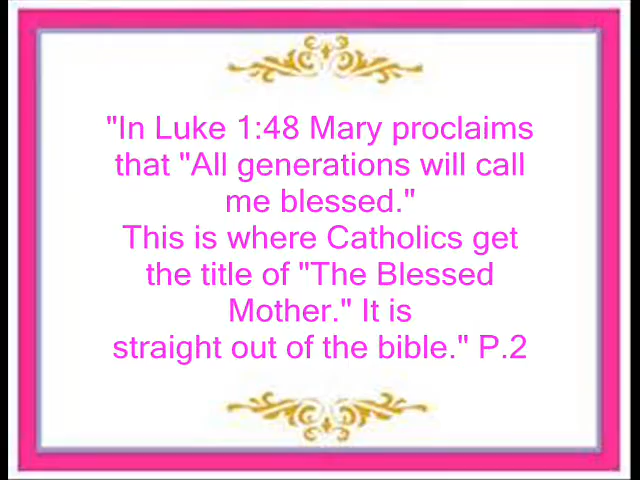 "In Luke 1:48 Mary proclaims
that "All generations will call
me blessed."
This is where Catholics get
the title of "The Blessed
Mother." It is
straight out of the bible." P.2